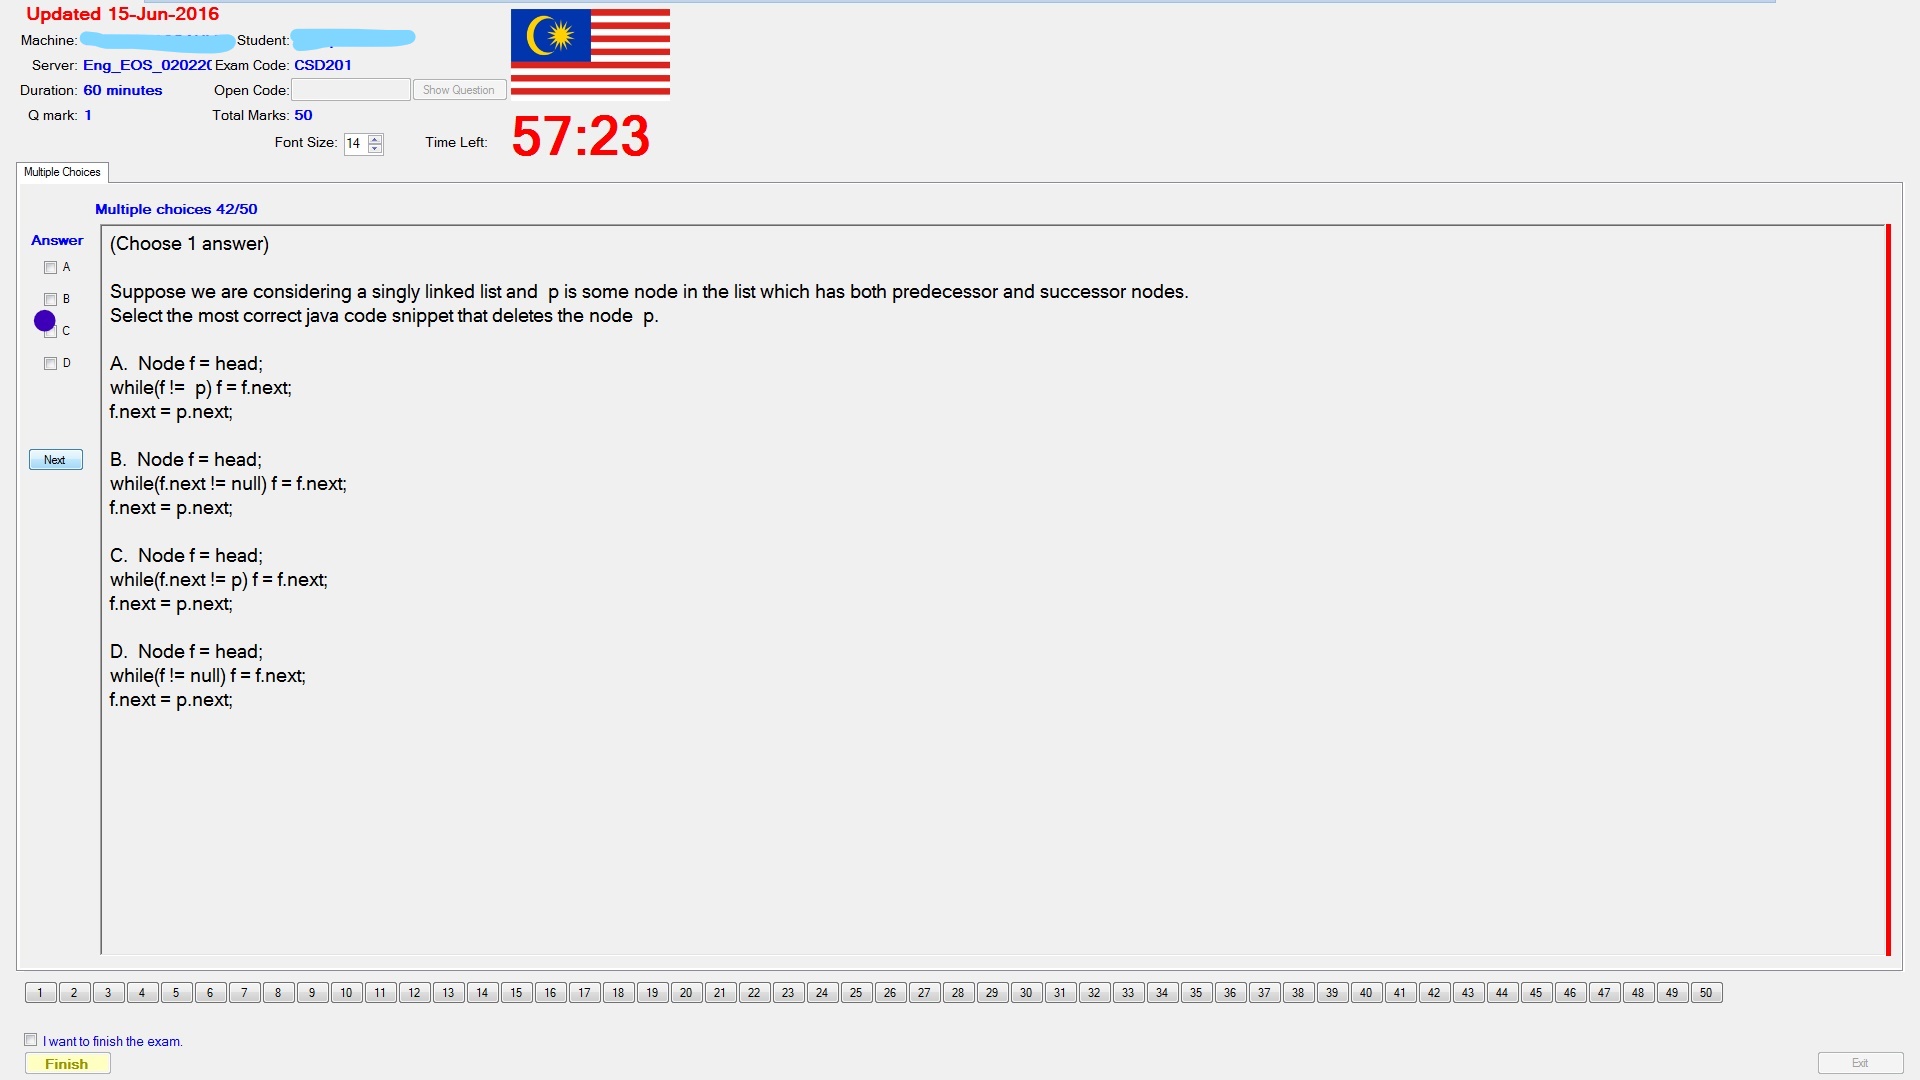 Updated 15-Jun-2016
Machine:
Student:
Server: Eng_EOS_02022( Exam Code: CSD201
Duration: 60 minutes Open Code: Show Question
Q mark: 1 Total Marks: 50
Font Size: 14 Time Left: 57:23
Multiple Choices
Multiple choices 42/50
Answer
A
B
C
D
Next
(Choose 1 answer)
Suppose we are considering a singly linked list and p is some node in the list which has both predecessor and successor nodes.
Select the most correct java code snippet that deletes the node p.
A. Node f = head;
while(f != p) f = f.next;
f.next = p.next;
B. Node f = head;
while(f.next != null) f = f.next;
f.next = p.next;
C. Node f = head;
while(f.next != p) f = f.next;
f.next = p.next;
D. Node f = head;
while(f != null) f = f.next;
f.next = p.next;
1 2 3 4 5 6 7 8 9 10 11 12 13 14 15 16 17 18 19 20 21 22 23 24 25 26 27 28 29 30 31 32 33 34 35 36 37 38 39 40 41 42 43 44 45 46 47 48 49 50
I want to finish the exam.
Finish
Exit